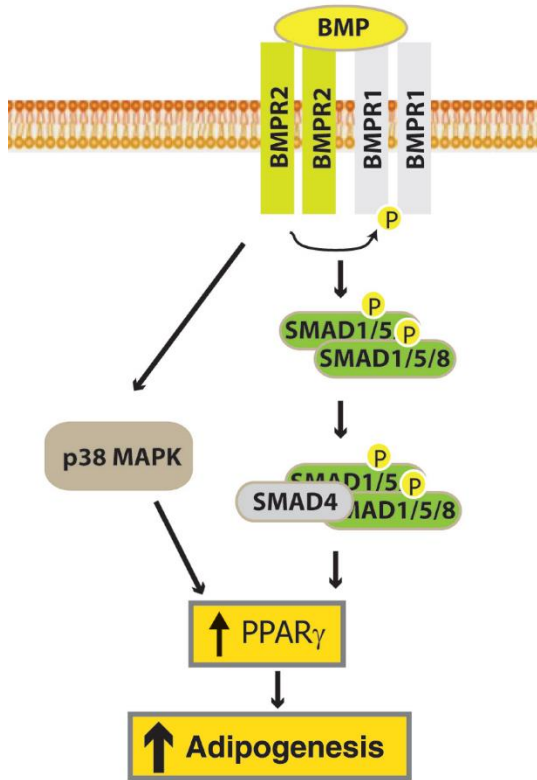 BMP
BMPR2
BMPR2
BMPR1
BMPR1
P
P
SMAD1/5
P
SMAD1/5/8
p38 MAPK
P
SMAD1/5
P
SMAD4
MAD1/5/8
PPARγ
Adipogenesis